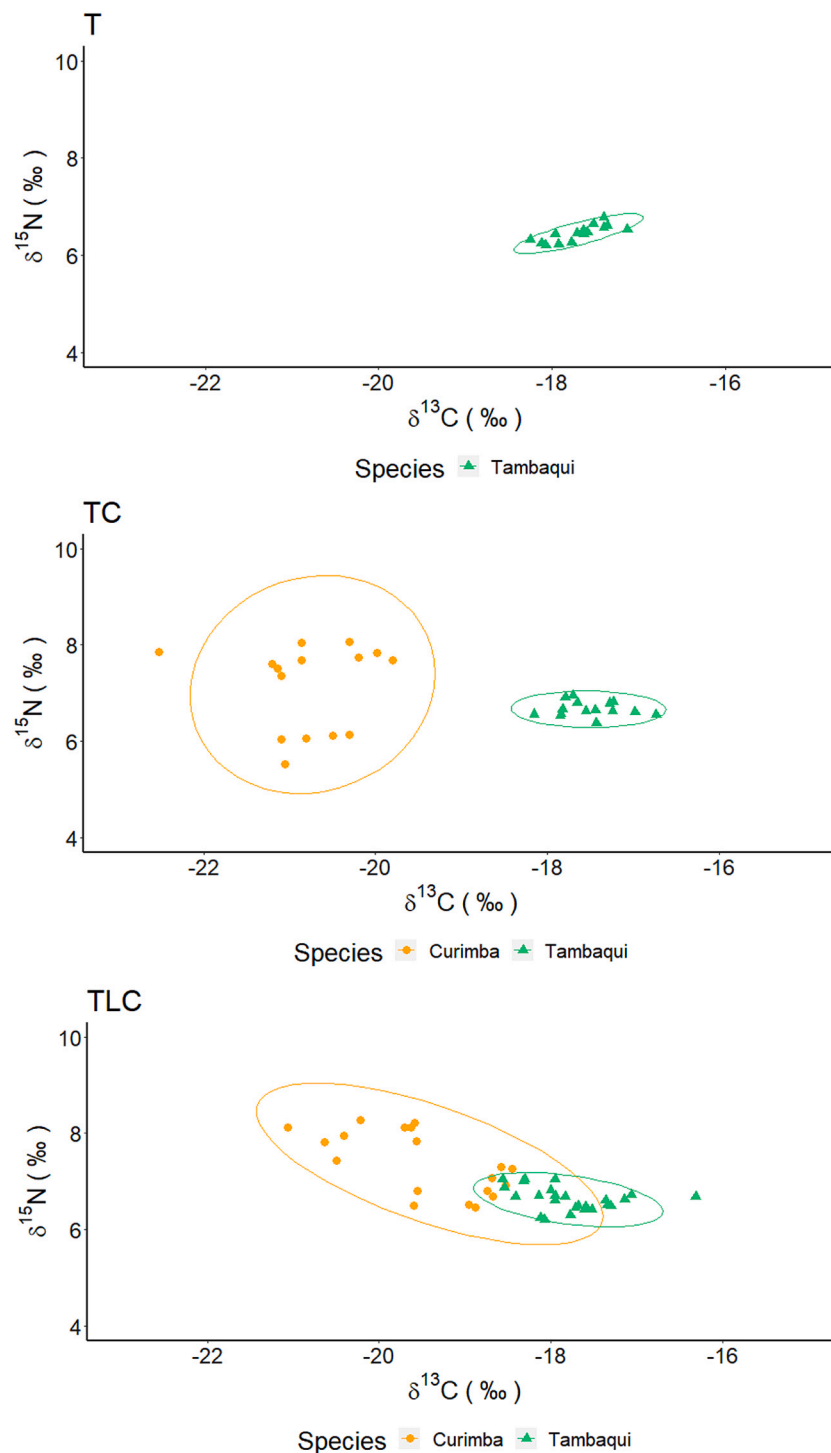 T
10
8
6
4
δ15N ( ‰ )
-22 -20 -18 -16
δ13C ( ‰ )
Species Tambaqui
TC
10
8
6
4
δ15N ( ‰ )
-22 -20 -18 -16
δ13C ( ‰ )
Species Curimba Tambaqui
TLC
10
8
6
4
δ15N ( ‰ )
-22 -20 -18 -16
δ13C ( ‰ )
Species Curimba Tambaqui